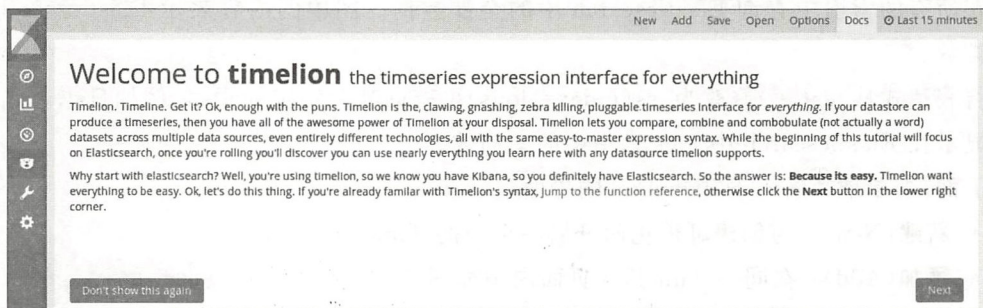 New Add Save Open Options Docs Last 15 minutes
Welcome to timelion the timeseries expression interface for everything
Timelion. Timeline. Get it? Ok, enough with the puns. Timelion is the, clawing, gnashing, zebra killing, pluggable timeseries interface for everything. If your datastore can
produce a timeseries, then you have all of the awesome power of Timelion at your disposal. Timelion lets you compare, combine and combobulate (not actually a word)
datasets across multiple data sources, even entirely different technologies, all with the same easy-to-master expression syntax. While the beginning of this tutorial will focus
on Elasticsearch, once you're rolling you'll discover you can use nearly everything you learn here with any datasource timelion supports.
Why start with elasticsearch? Well, you're using timelion, so we know you have Kibana, so you definitely have Elasticsearch. So the answer is: Because its easy. Timelion want
everything to be easy. Ok, let's do this thing. If you're already familar with Timelion's syntax, Jump to the function reference, otherwise click the Next button in the lower right
corner.
Don't show this again Next